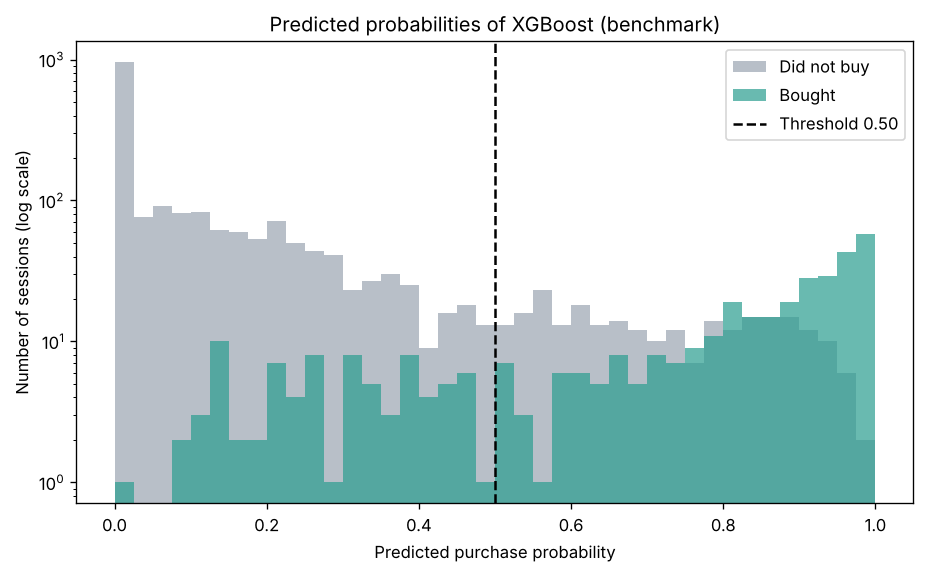 Predicted probabilities of XGBoost (benchmark)
Did not buy
Bought
Threshold 0.50
Number of sessions (log scale)
10³
10²
10¹
10⁰
0.0 0.2 0.4 0.6 0.8 1.0
Predicted purchase probability